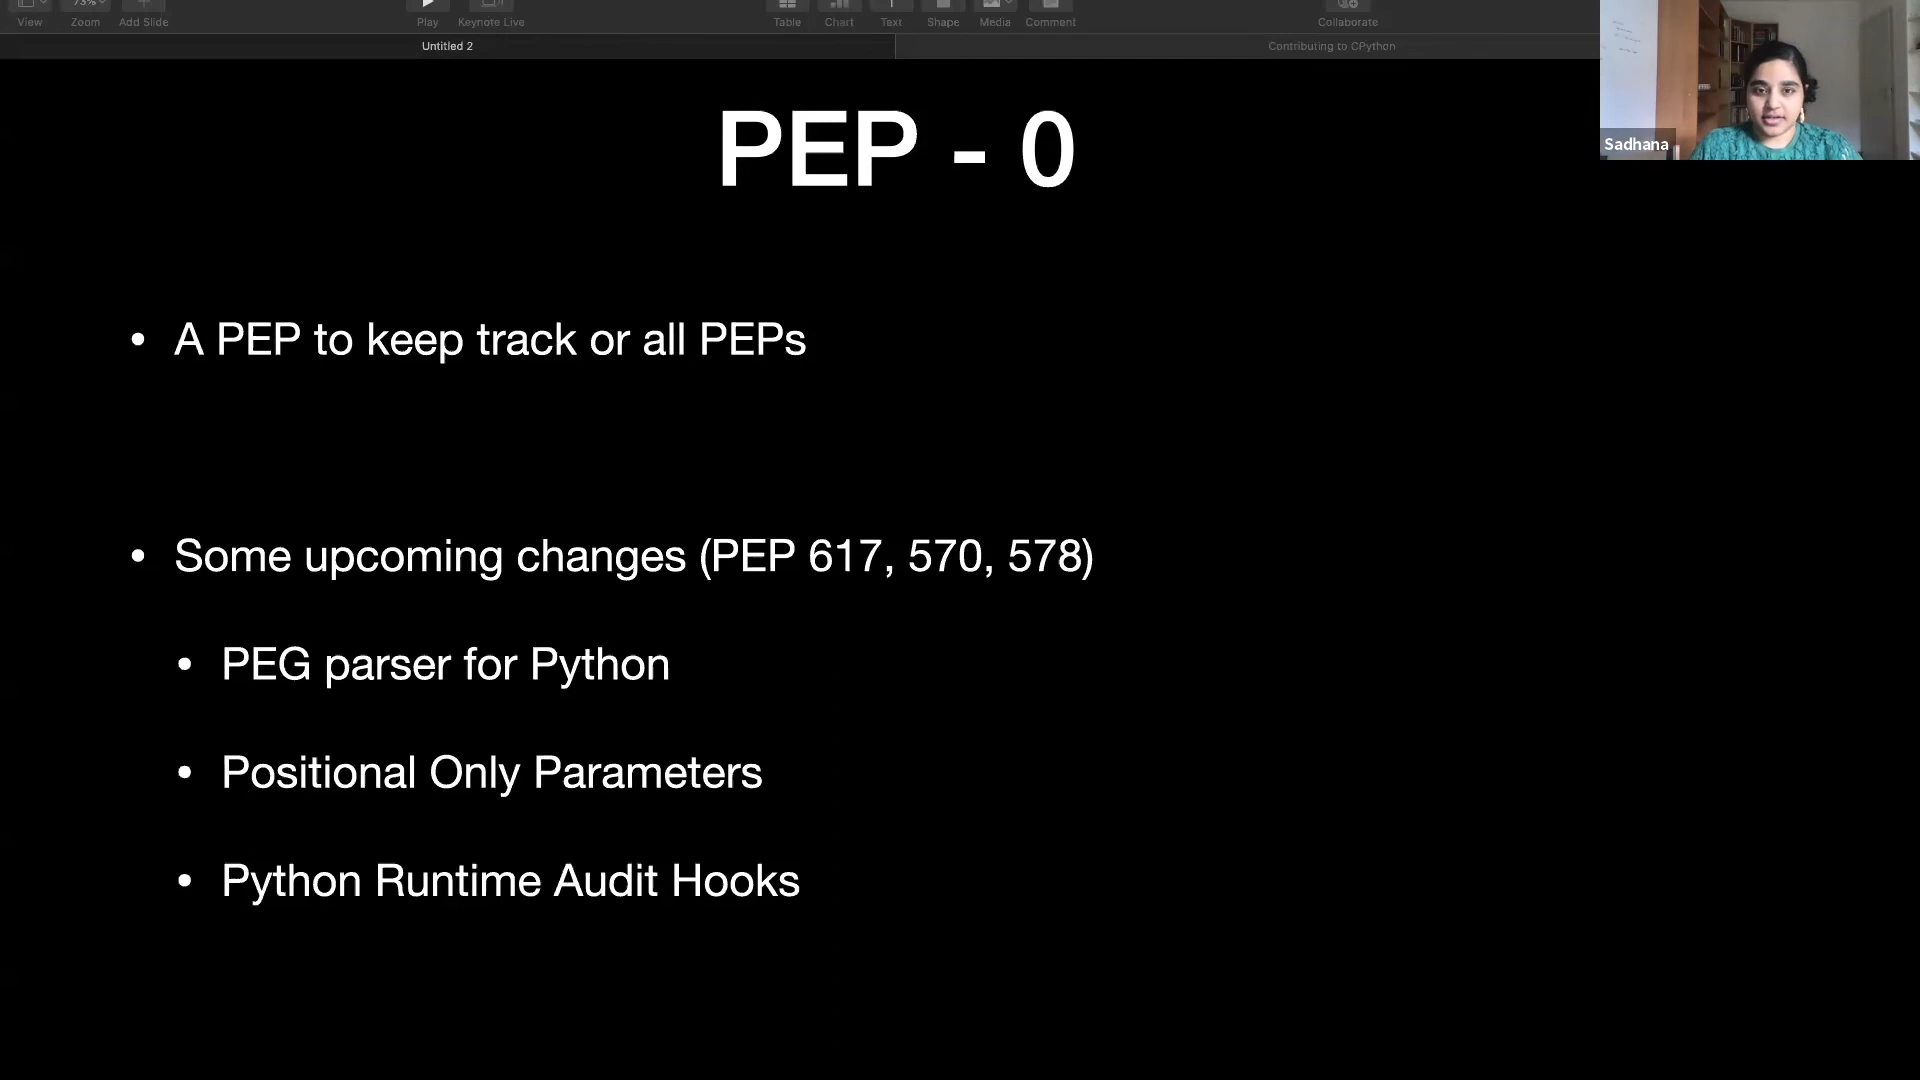 73%
View
Zoom
Add Slide
Play
Keynote Live
Table
Chart
Text
Shape
Media
Comment
Collaborate
Untitled 2
Contributing to CPython
Sadhana
PEP - 0
• A PEP to keep track or all PEPs
• Some upcoming changes (PEP 617, 570, 578)
• PEG parser for Python
• Positional Only Parameters
• Python Runtime Audit Hooks